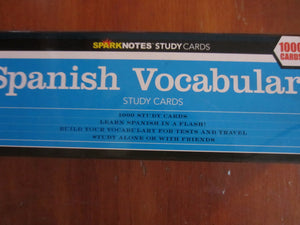 SPARKNOTES STUDY CARDS
1000
CARDS
Spanish Vocabular
STUDY CARDS
1000 STUDY CARDS
LEARN SPANISH IN A FLASH!
BUILD YOUR VOCABULARY FOR TESTS AND TRAVEL
STUDY ALONE OR WITH FRIENDS